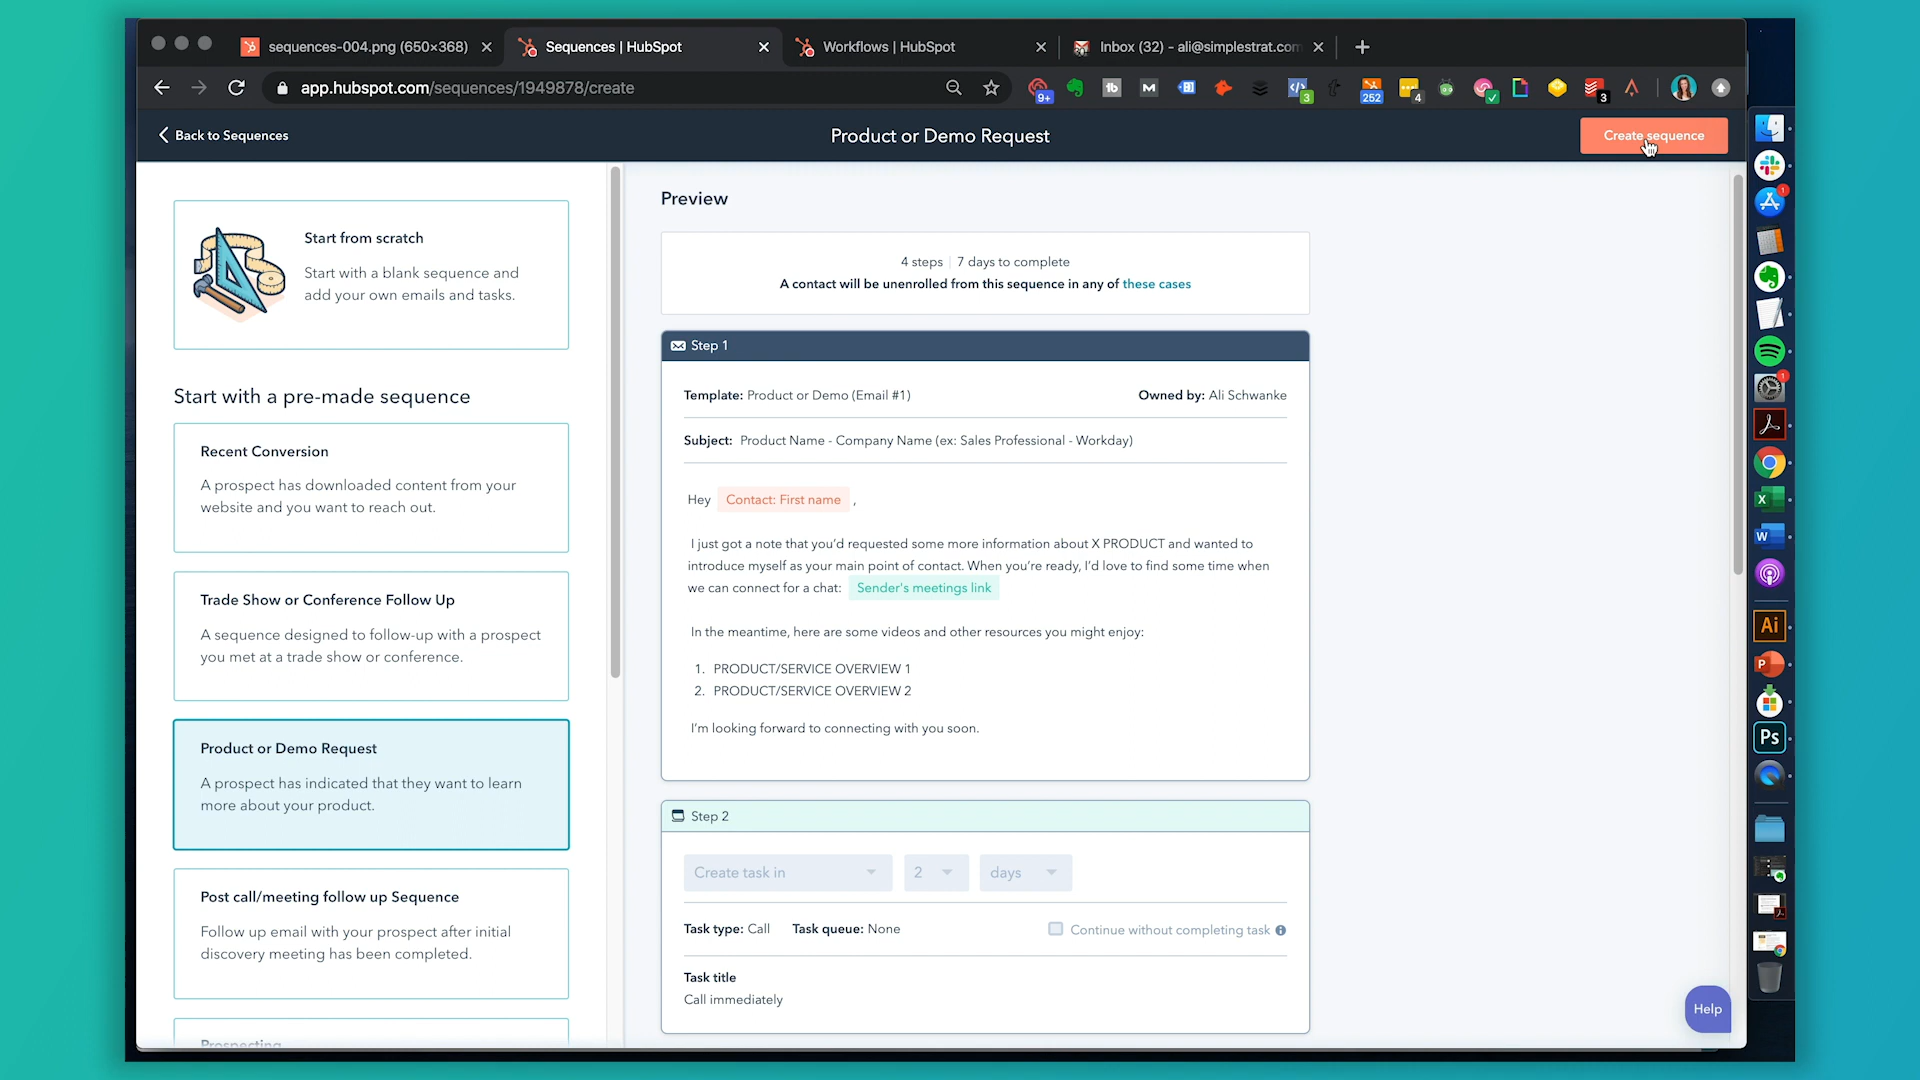 sequences-004.png (650×368)
Sequences | HubSpot
Workflows | HubSpot
Inbox (32) - ali@simplestrat.com
app.hubspot.com/sequences/1949878/create
9+
3
252
4
3
Back to Sequences
Product or Demo Request
Create sequence
Start from scratch
Start with a blank sequence and
add your own emails and tasks.
Start with a pre-made sequence
Recent Conversion
A prospect has downloaded content from your
website and you want to reach out.
Trade Show or Conference Follow Up
A sequence designed to follow-up with a prospect
you met at a trade show or conference.
Product or Demo Request
A prospect has indicated that they want to learn
more about your product.
Post call/meeting follow up Sequence
Follow up email with your prospect after initial
discovery meeting has been completed.
Prospecting
Preview
4 steps | 7 days to complete
A contact will be unenrolled from this sequence in any of these cases
Step 1
Template: Product or Demo (Email #1)
Owned by: Ali Schwanke
Subject: Product Name - Company Name (ex: Sales Professional - Workday)
Hey Contact: First name ,
I just got a note that you'd requested some more information about X PRODUCT and wanted to
introduce myself as your main point of contact. When you're ready, I'd love to find some time when
we can connect for a chat: Sender's meetings link
In the meantime, here are some videos and other resources you might enjoy:
1. PRODUCT/SERVICE OVERVIEW 1
2. PRODUCT/SERVICE OVERVIEW 2
I'm looking forward to connecting with you soon.
Step 2
Create task in
2
days
Task type: Call
Task queue: None
Continue without completing task
Task title
Call immediately
Help
1
1
X
W
Ai
P
Ps